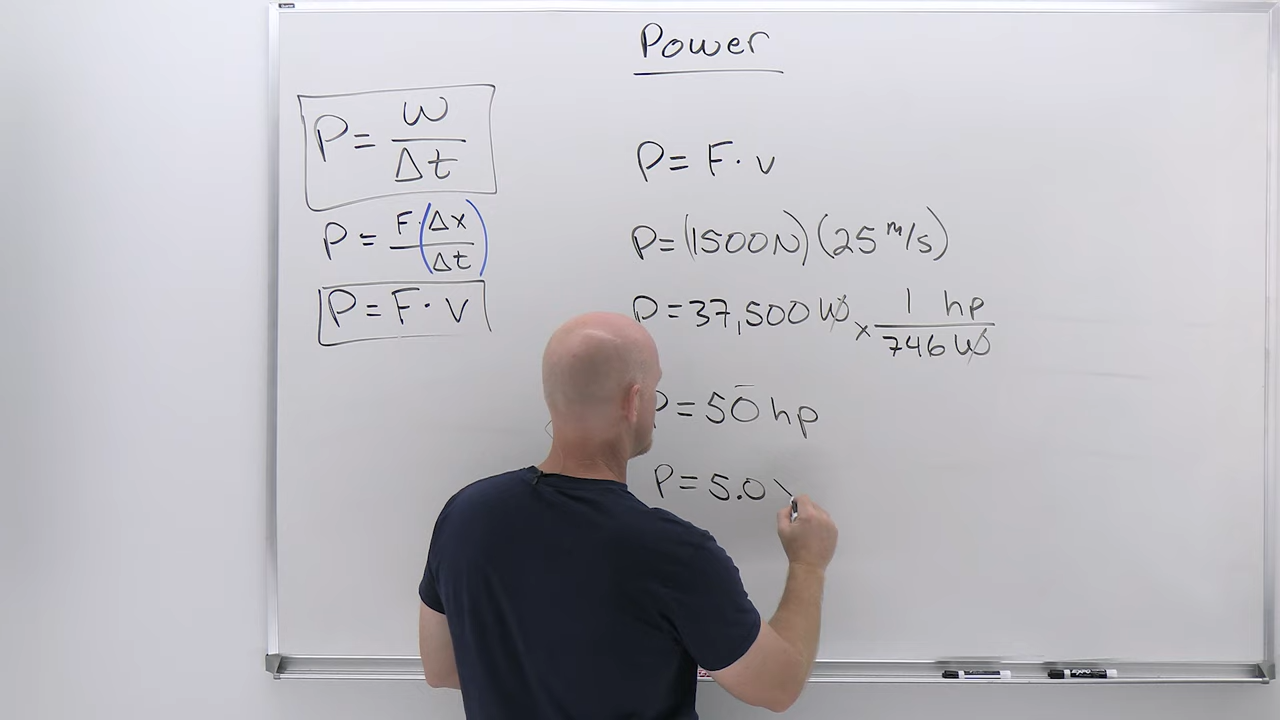 Power
P = W / Δt
P = F · (Δx / Δt)
P = F · v
P = F · v
P = (1500N)(25 m/s)
P = 37,500 W × 1 hp / 746 W
P = 50̄ hp
P = 5.0